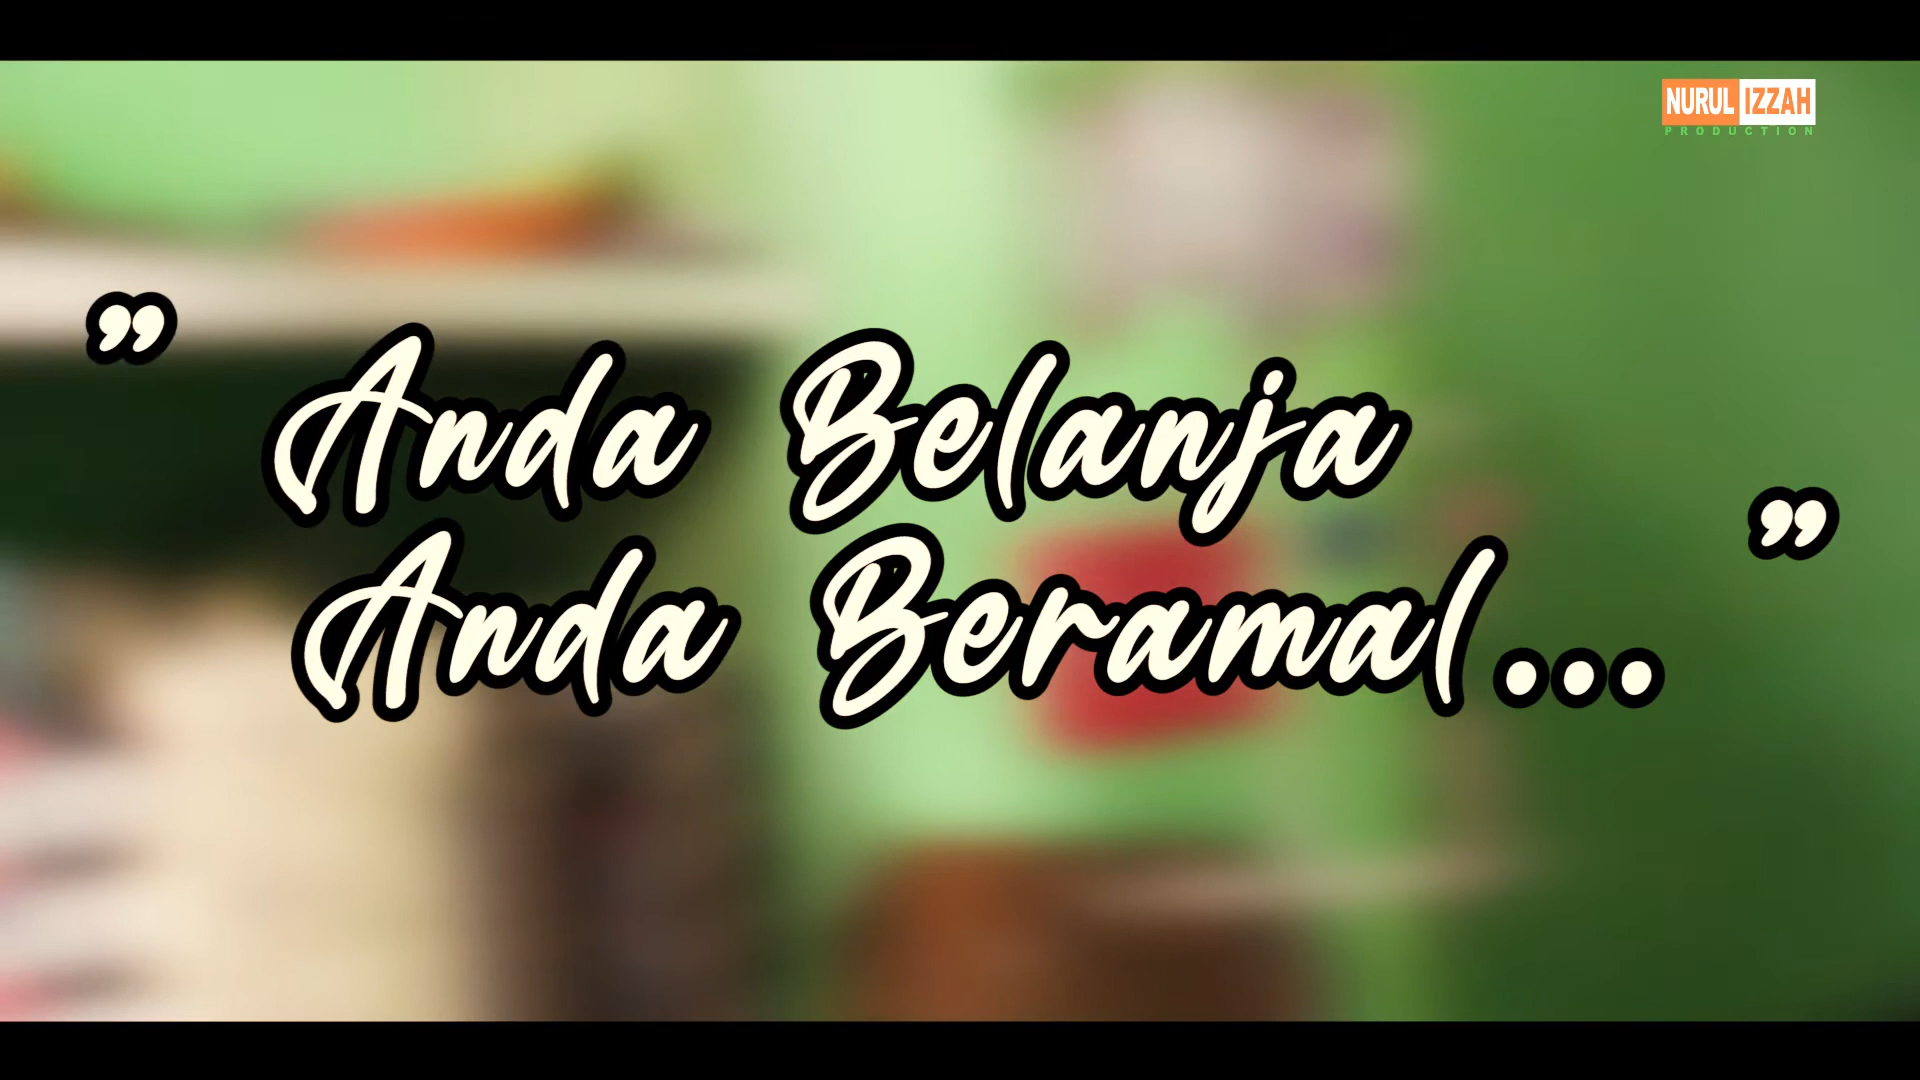 NURUL IZZAH
PRODUCTION
” Anda Belanja
Anda Beramal... ”